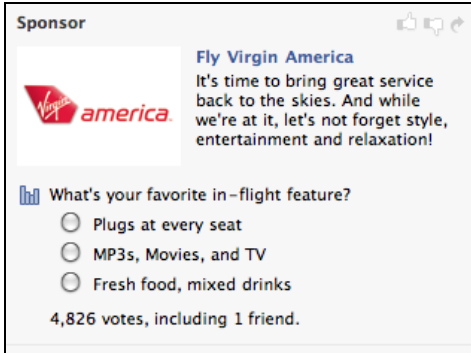 Sponsor
Fly Virgin America
It's time to bring great service
back to the skies. And while
we're at it, let's not forget style,
entertainment and relaxation!
Virgin america
What's your favorite in-flight feature?
Plugs at every seat
MP3s, Movies, and TV
Fresh food, mixed drinks
4,826 votes, including 1 friend.